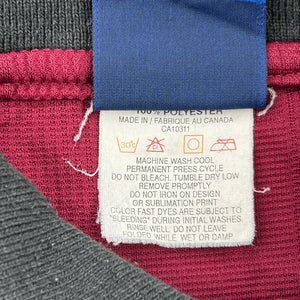 100% POLYESTER
MADE IN / FABRIQUE AU CANADA
CA10311
30°
MACHINE WASH COOL
PERMANENT PRESS CYCLE
DO NOT BLEACH. TUMBLE DRY LOW
REMOVE PROMPTLY
DO NOT IRON ON DESIGN
OR SUBLIMATION PRINT
COLOR FAST DYES ARE SUBJECT TO
"BLEEDING" DURING INITIAL WASHES
RINSE WELL. DO NOT LEAVE
FOLDED WHILE WET OR DAMP